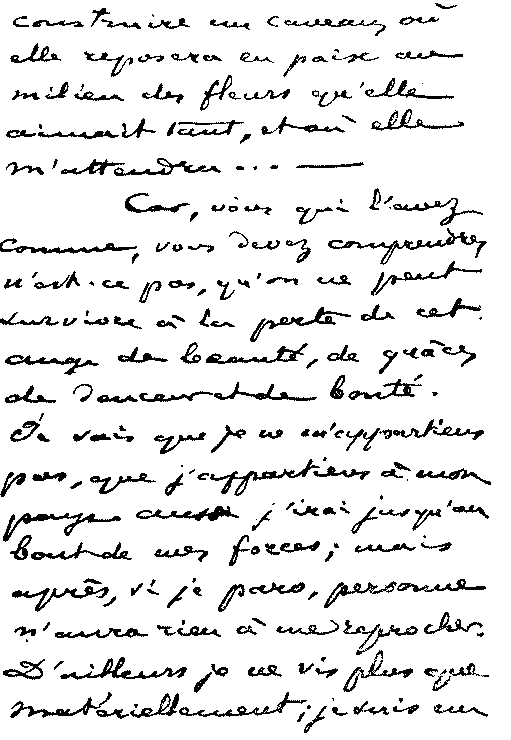 construire un caveau, où
elle reposera en paix au
milieu des fleurs qu'elle
aimait tant, et où elle
m'attendra... —
Car, vous qui l'avez
connue, vous devez comprendre,
n'est-ce pas, qu'on ne peut
survivre à la perte de cet
ange de beauté, de grâce,
de douceur et de bonté.
Je sais que je ne m'appartiens
pas, que j'appartiens à mon
pays aussi j'irai jusqu'au
bout de mes forces; mais
après, si je pars, personne
n'aura rien à me reprocher.
D'ailleurs je ne vis plus que
matériellement; je suis un